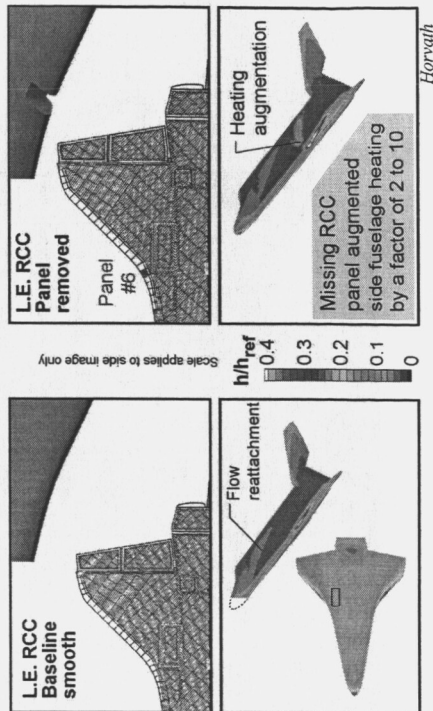 L.E. RCC
Baseline
smooth
L.E. RCC
Panel
removed
Panel
#6
Scale applies to side image only
Flow
reattachment
h/href
0.4
0.3
0.2
0.1
0
Heating
augmentation
Missing RCC
panel augmented
side fuselage heating
by a factor of 2 to 10
Horvath